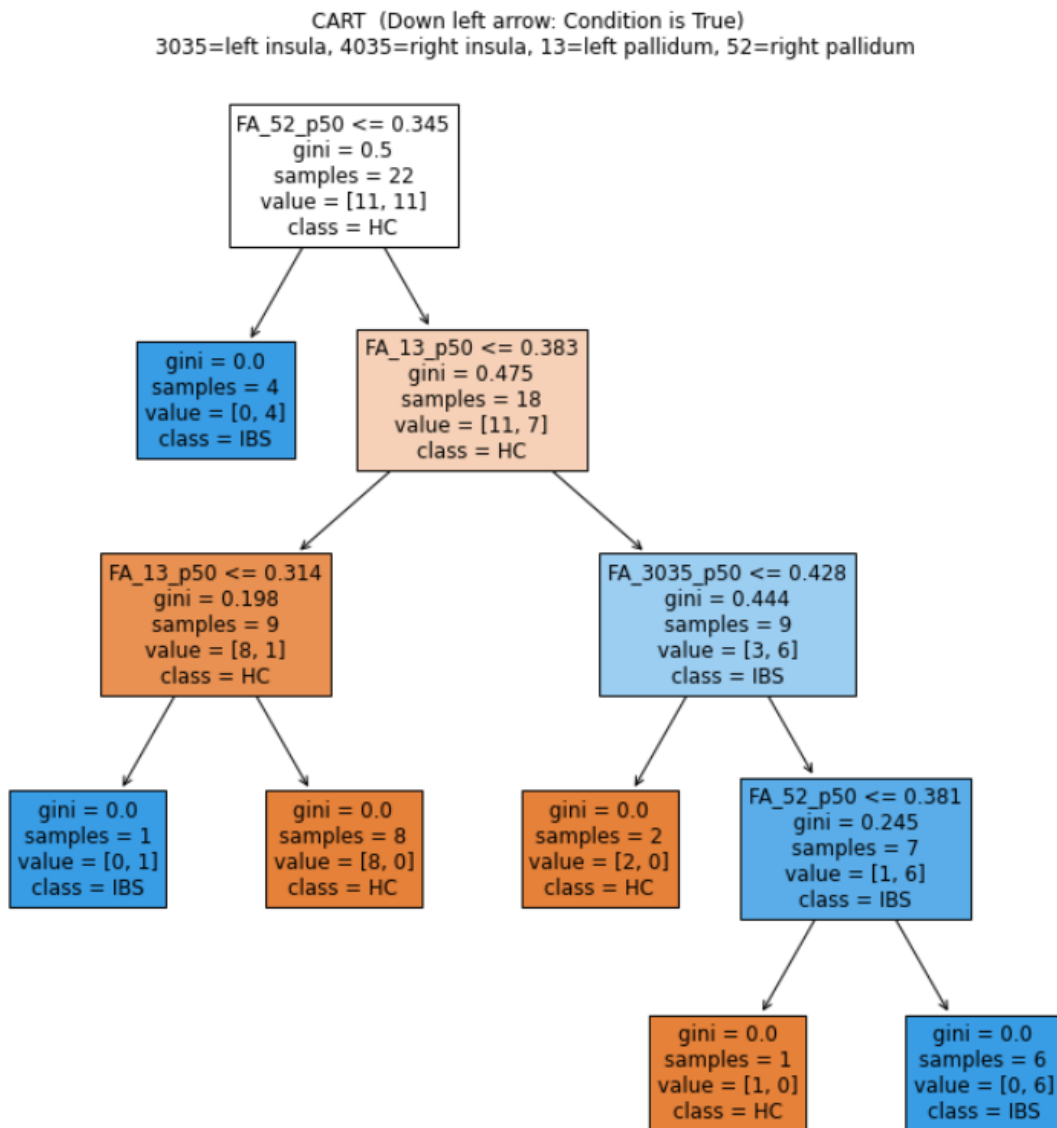 CART  (Down left arrow: Condition is True)
3035=left insula, 4035=right insula, 13=left pallidum, 52=right pallidum
FA_52_p50 <= 0.345
gini = 0.5
samples = 22
value = [11, 11]
class = HC
gini = 0.0
samples = 4
value = [0, 4]
class = IBS
FA_13_p50 <= 0.383
gini = 0.475
samples = 18
value = [11, 7]
class = HC
FA_13_p50 <= 0.314
gini = 0.198
samples = 9
value = [8, 1]
class = HC
FA_3035_p50 <= 0.428
gini = 0.444
samples = 9
value = [3, 6]
class = IBS
gini = 0.0
samples = 1
value = [0, 1]
class = IBS
gini = 0.0
samples = 8
value = [8, 0]
class = HC
gini = 0.0
samples = 2
value = [2, 0]
class = HC
FA_52_p50 <= 0.381
gini = 0.245
samples = 7
value = [1, 6]
class = IBS
gini = 0.0
samples = 1
value = [1, 0]
class = HC
gini = 0.0
samples = 6
value = [0, 6]
class = IBS